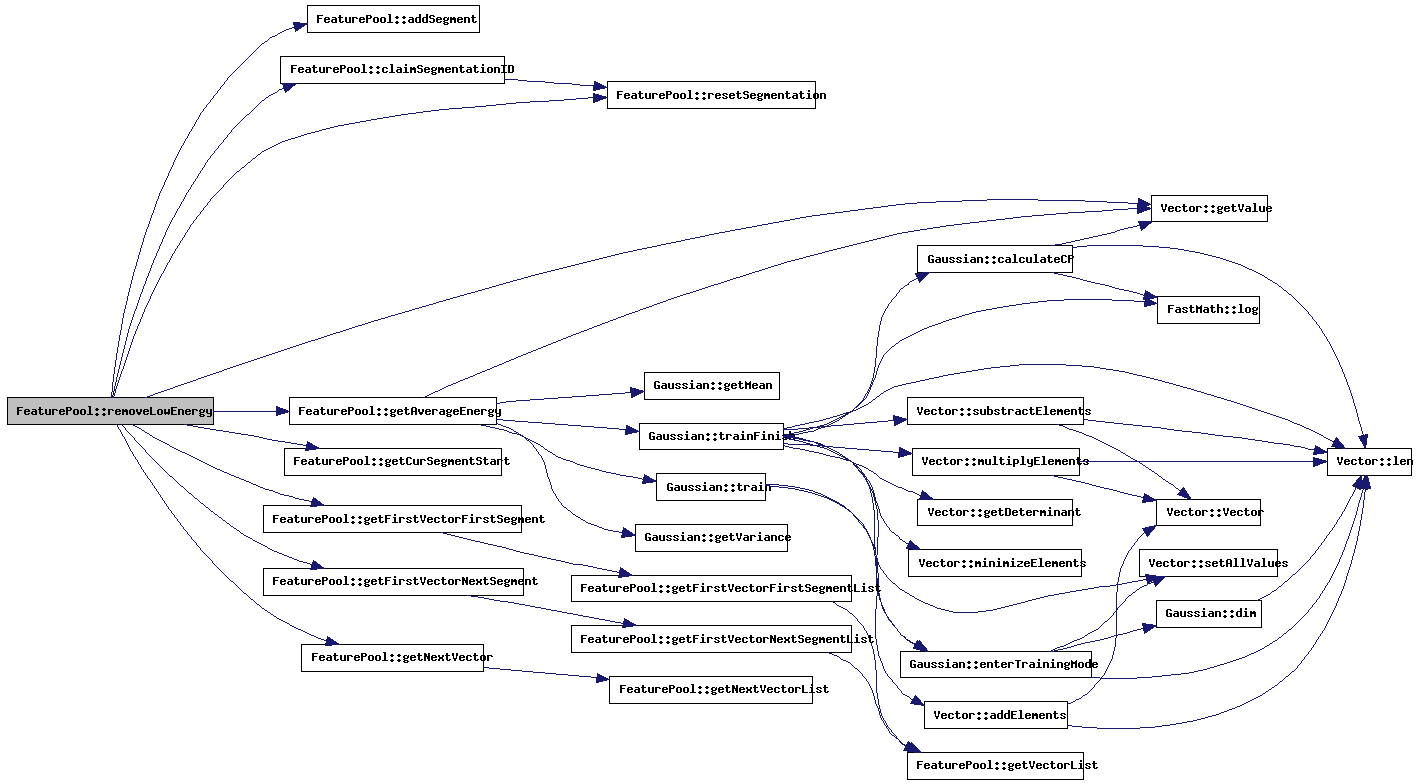 FeaturePool::addSegment
FeaturePool::claimSegmentationID
FeaturePool::resetSegmentation
Vector::getValue
Gaussian::calculateCP
FastMath::log
Gaussian::getMean
FeaturePool::removeLowEnergy
FeaturePool::getAverageEnergy
Vector::substractElements
Gaussian::trainFinish
FeaturePool::getCurSegmentStart
Vector::multiplyElements
Vector::len
Gaussian::train
FeaturePool::getFirstVectorFirstSegment
Vector::getDeterminant
Vector::Vector
Gaussian::getVariance
Vector::minimizeElements
Vector::setAllValues
FeaturePool::getFirstVectorNextSegment
FeaturePool::getFirstVectorFirstSegmentList
Gaussian::dim
FeaturePool::getFirstVectorNextSegmentList
FeaturePool::getNextVector
Gaussian::enterTrainingMode
FeaturePool::getNextVectorList
Vector::addElements
FeaturePool::getVectorList